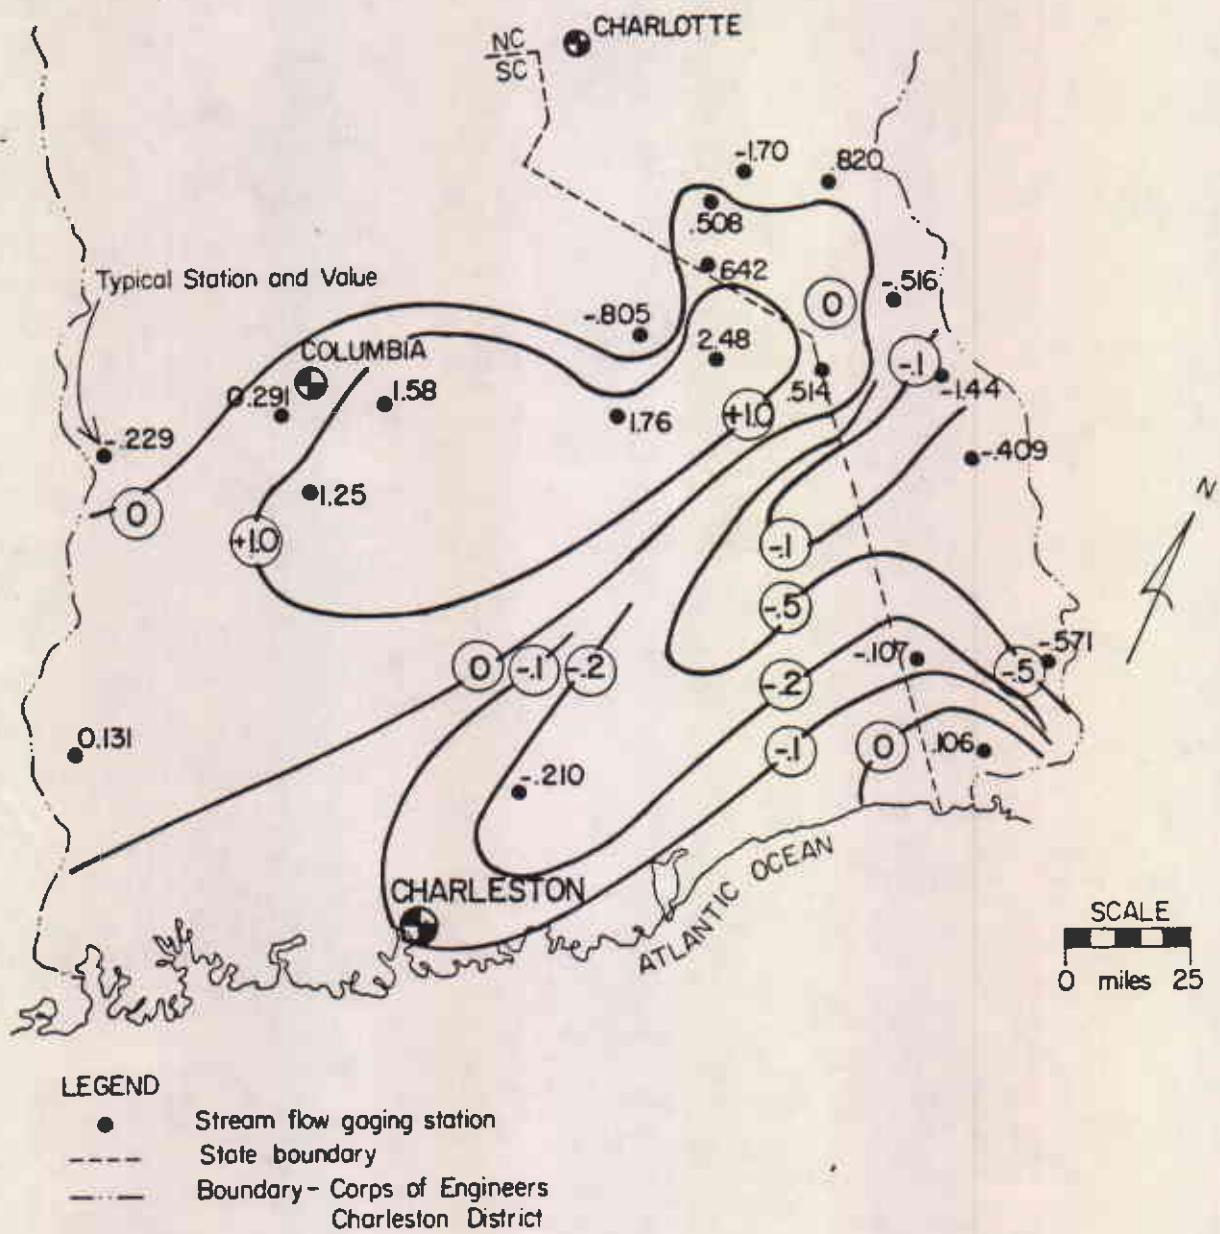 CHARLOTTE
NC
SC
-1.70
.820
.508
.642
Typical Station and Value
-.516
0
-.805
COLUMBIA
2.48
-.1
0.291
1.58
.514
-1.44
1.76
+1.0
-.229
-.409
1.25
N
0
+1.0
-.1
-.5
0
-.1
-.2
-.107
-.571
-.5
-.2
0.131
-.1
0
.106
-.210
ATLANTIC OCEAN
CHARLESTON
SCALE
0 miles 25
LEGEND
Stream flow gaging station
State boundary
Boundary - Corps of Engineers
Charleston District